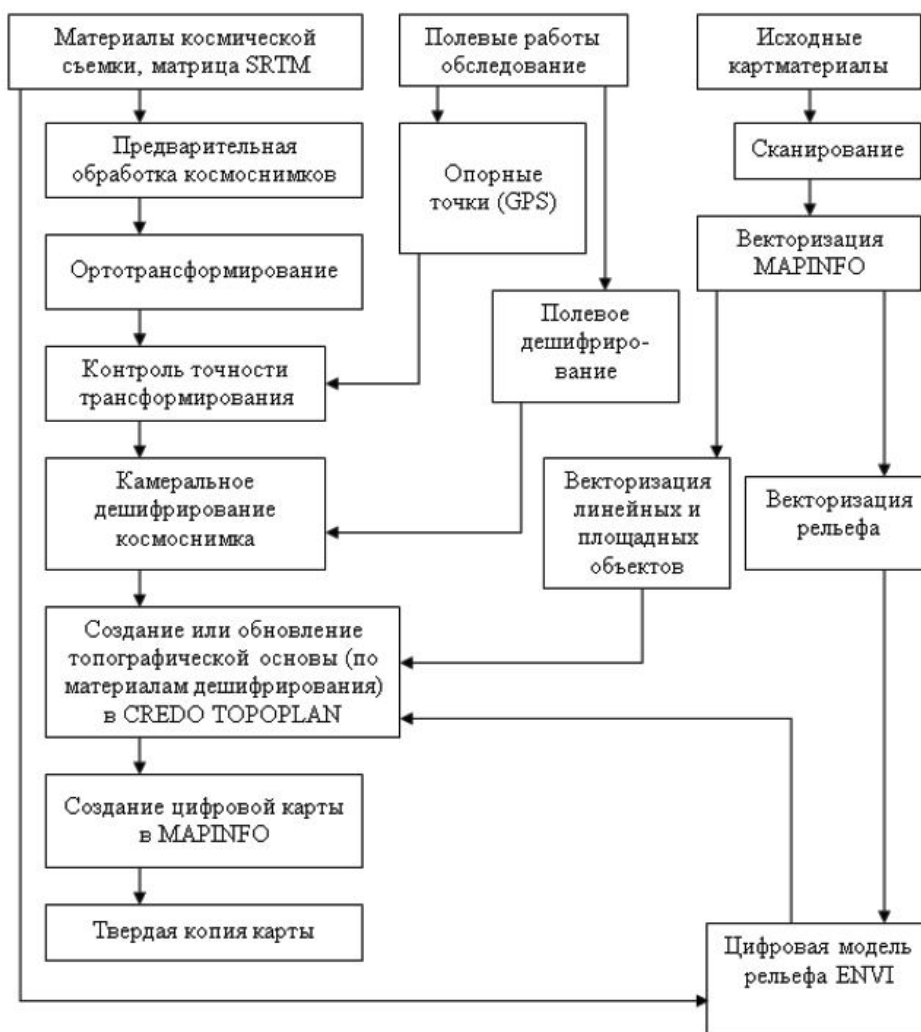 Материалы космической
съемки, матрица SRTM
Полевые работы
обследование
Исходные
картматериалы
Предварительная
обработка космоснимков
Опорные
точки (GPS)
Сканирование
Ортотрансформирование
Векторизация
MAPINFO
Полевое
дешифриро-
вание
Контроль точности
трансформирования
Камеральное
дешифрирование
космоснимка
Векторизация
линейных и
площадных
объектов
Векторизация
рельефа
Создание или обновление
топографической основы (по
материалам дешифрирования)
в CREDO TOPOPLAN
Создание цифровой карты
в MAPINFO
Твердая копия карты
Цифровая модель
рельефа ENVI